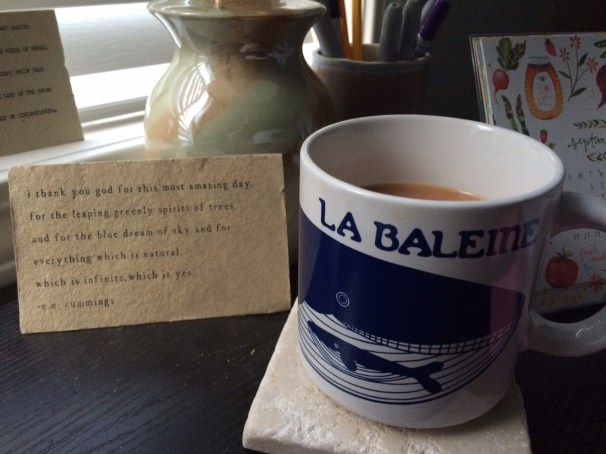 i thank you god for this most amazing day,
for the leaping greenly spirits of trees,
and for the blue dream of sky and for
everything which is natural,
which is infinite, which is yes.
-e.e. cummings
LA BALEINE
septem